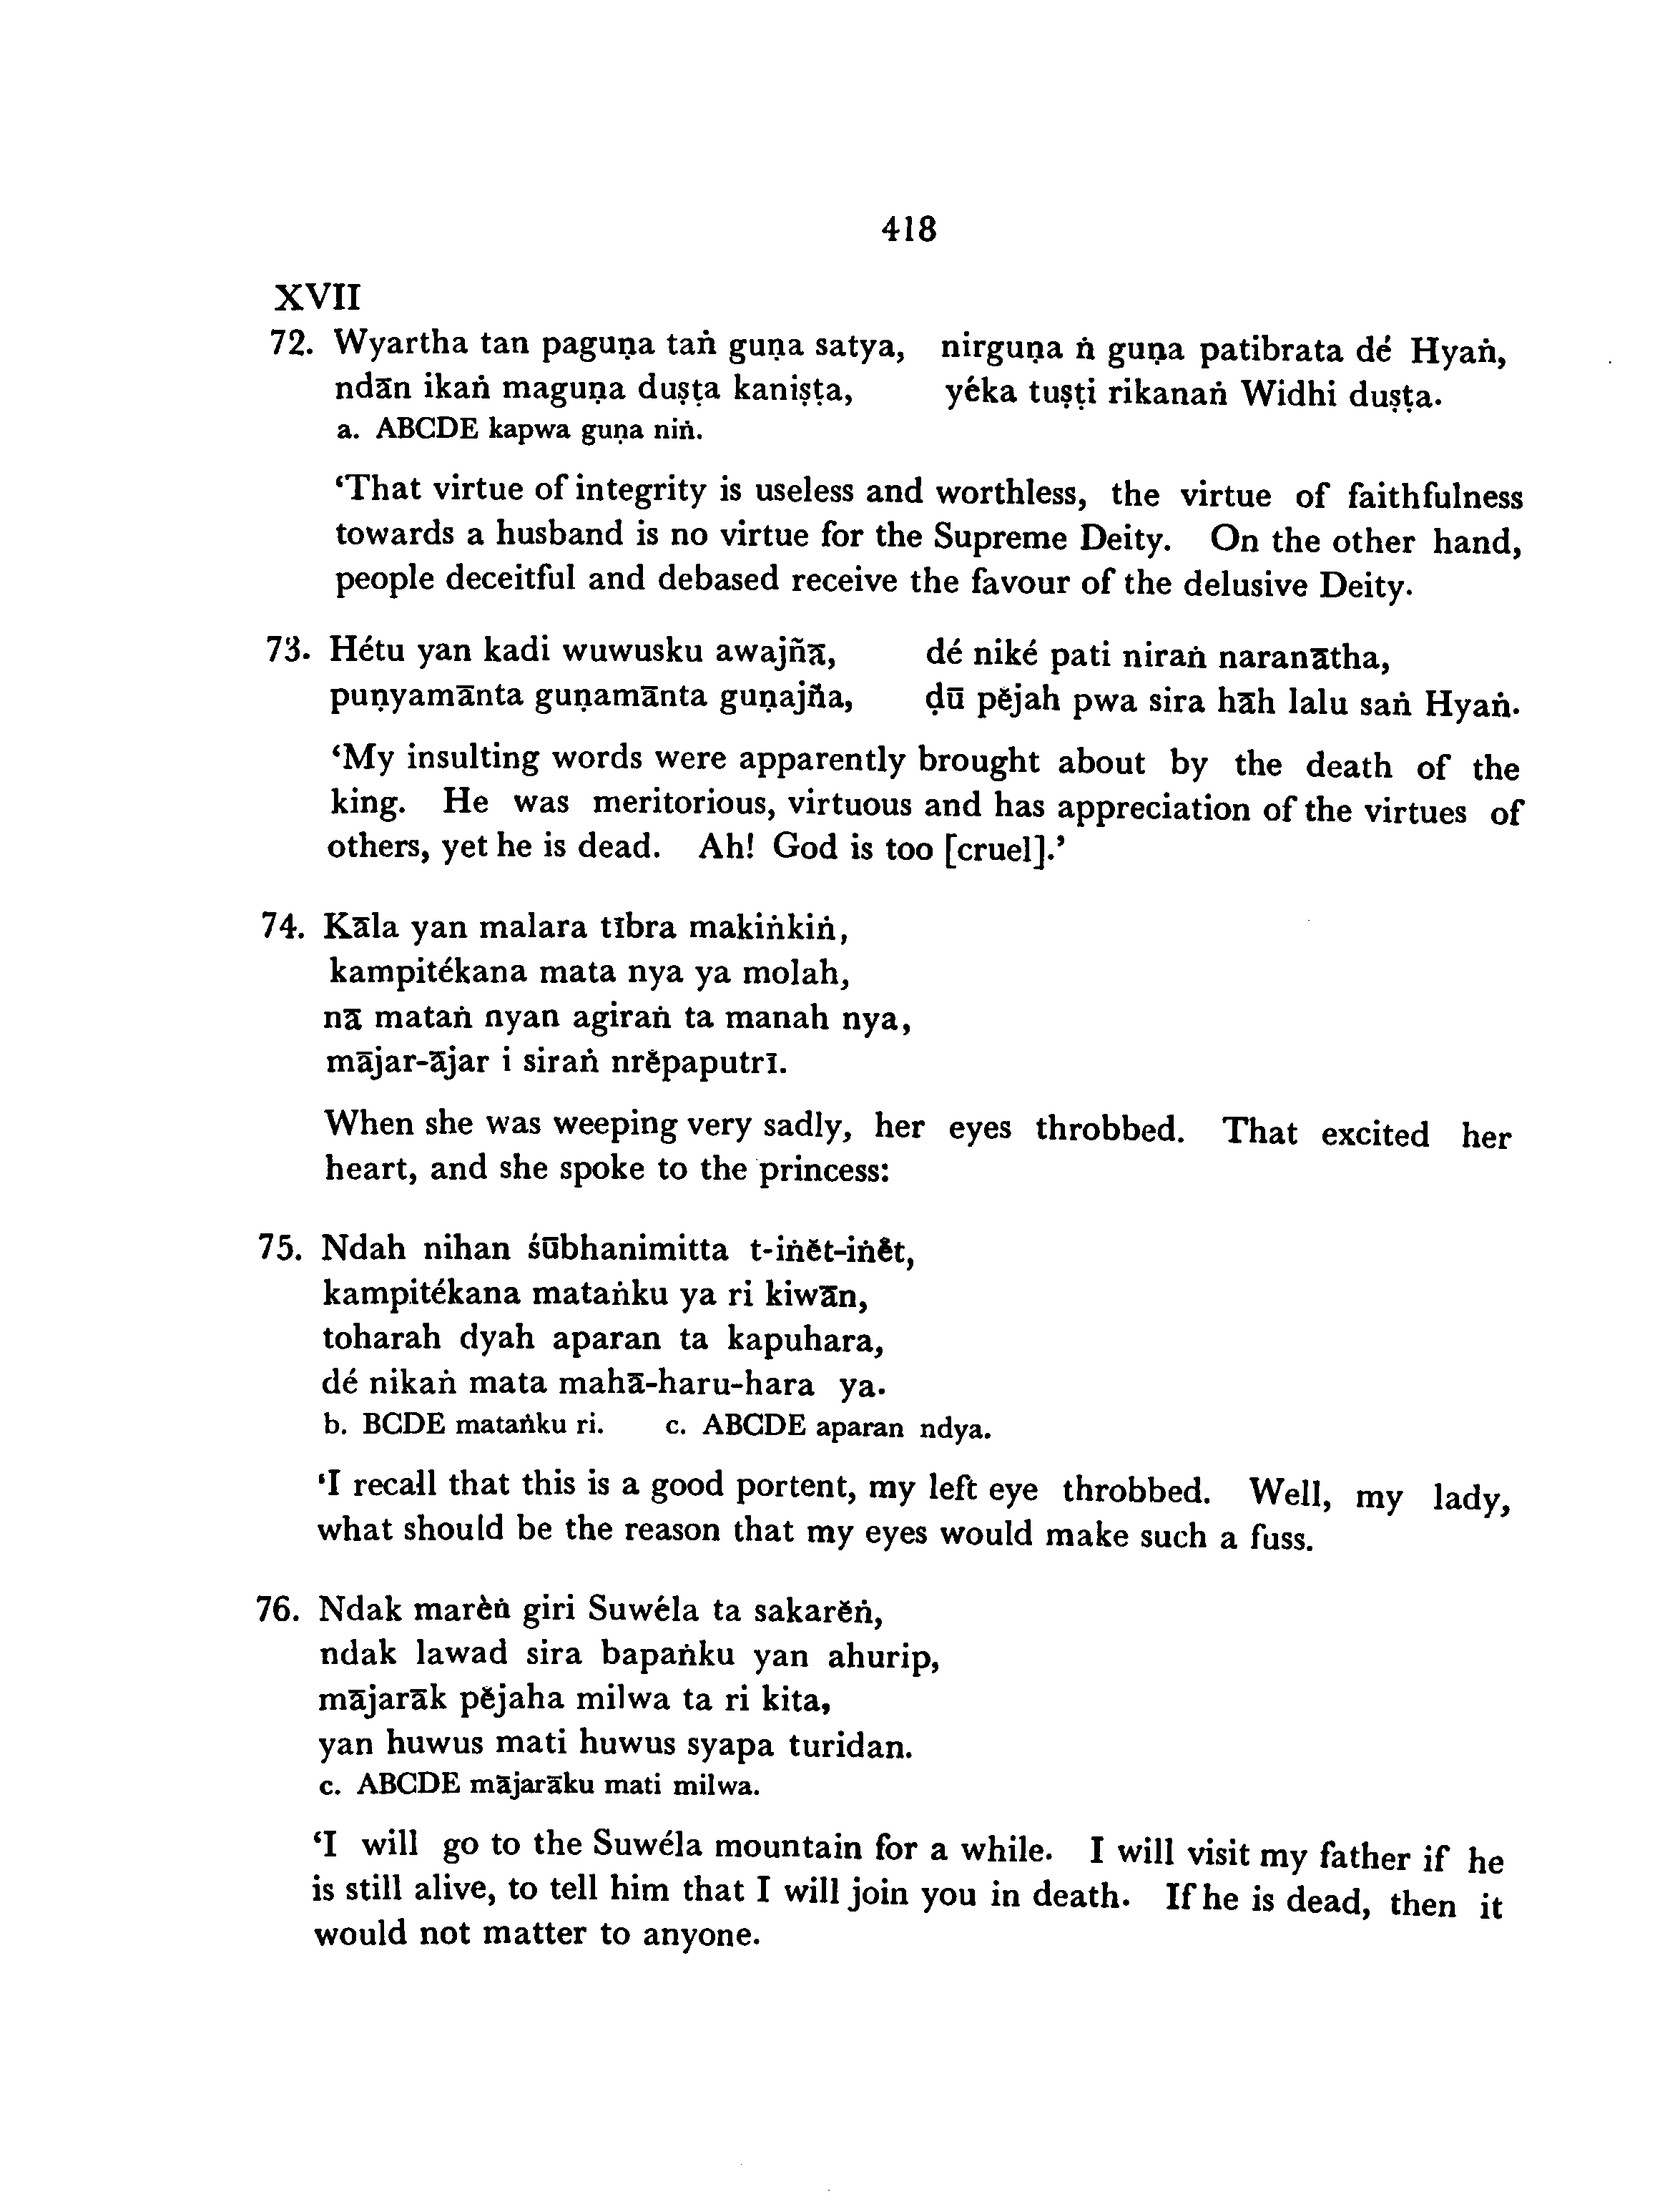 418
XVII
72. Wyartha tan paguṇa taṅ guṇa satya, nirguṇa ṅ guṇa patibrata dé Hyaṅ,
ndān ikaṅ maguṇa duṣṭa kaniṣṭa, yéka tuṣṭi rikanaṅ Widhi duṣṭa.
a. ABCDE kapwa guṇa niṅ.
‘That virtue of integrity is useless and worthless, the virtue of faithfulness
towards a husband is no virtue for the Supreme Deity. On the other hand,
people deceitful and debased receive the favour of the delusive Deity.
73. Hétu yan kadi wuwusku awajñā, dé niké pati niraṅ naranātha,
puṇyamānta guṇamānta guṇajña, ḍū pĕjah pwa sira hāh lalu saṅ Hyaṅ.
‘My insulting words were apparently brought about by the death of the
king. He was meritorious, virtuous and has appreciation of the virtues of
others, yet he is dead. Ah! God is too [cruel].’
74. Kāla yan malara tībra makiṅkiṅ,
kampitékana mata nya ya molah,
nā mataṅ nyan agiraṅ ta manah nya,
mājar-ājar i siraṅ nrĕpaputrī.
When she was weeping very sadly, her eyes throbbed. That excited her
heart, and she spoke to the princess:
75. Ndah nihan śūbhanimitta t-iṅĕt-iṅĕt,
kampitékana mataṅku ya ri kiwān,
toharah dyah aparan ta kapuhara,
dé nikaṅ mata mahā-haru-hara ya.
b. BCDE mataṅku ri. c. ABCDE aparan ndya.
‘I recall that this is a good portent, my left eye throbbed. Well, my lady,
what should be the reason that my eyes would make such a fuss.
76. Ndak marèṅ giri Suwéla ta sakarĕṅ,
ndak lawad sira bapaṅku yan ahurip,
mājarāk pĕjaha milwa ta ri kita,
yan huwus mati huwus syapa turidan.
c. ABCDE mājarāku mati milwa.
‘I will go to the Suwéla mountain for a while. I will visit my father if he
is still alive, to tell him that I will join you in death. If he is dead, then it
would not matter to anyone.